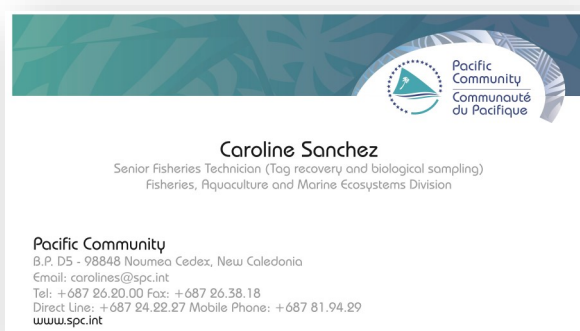 Pacific
Community
Communauté
du Pacifique
Caroline Sanchez
Senior Fisheries Technician (Tag recovery and biological sampling)
Fisheries, Aquaculture and Marine Ecosystems Division
Pacific Community
B.P. D5 - 98848 Noumea Cedex, New Caledonia
Email: carolines@spc.int
Tel: +687 26.20.00 Fax: +687 26.38.18
Direct Line: +687 24.22.27 Mobile Phone: +687 81.94.29
www.spc.int